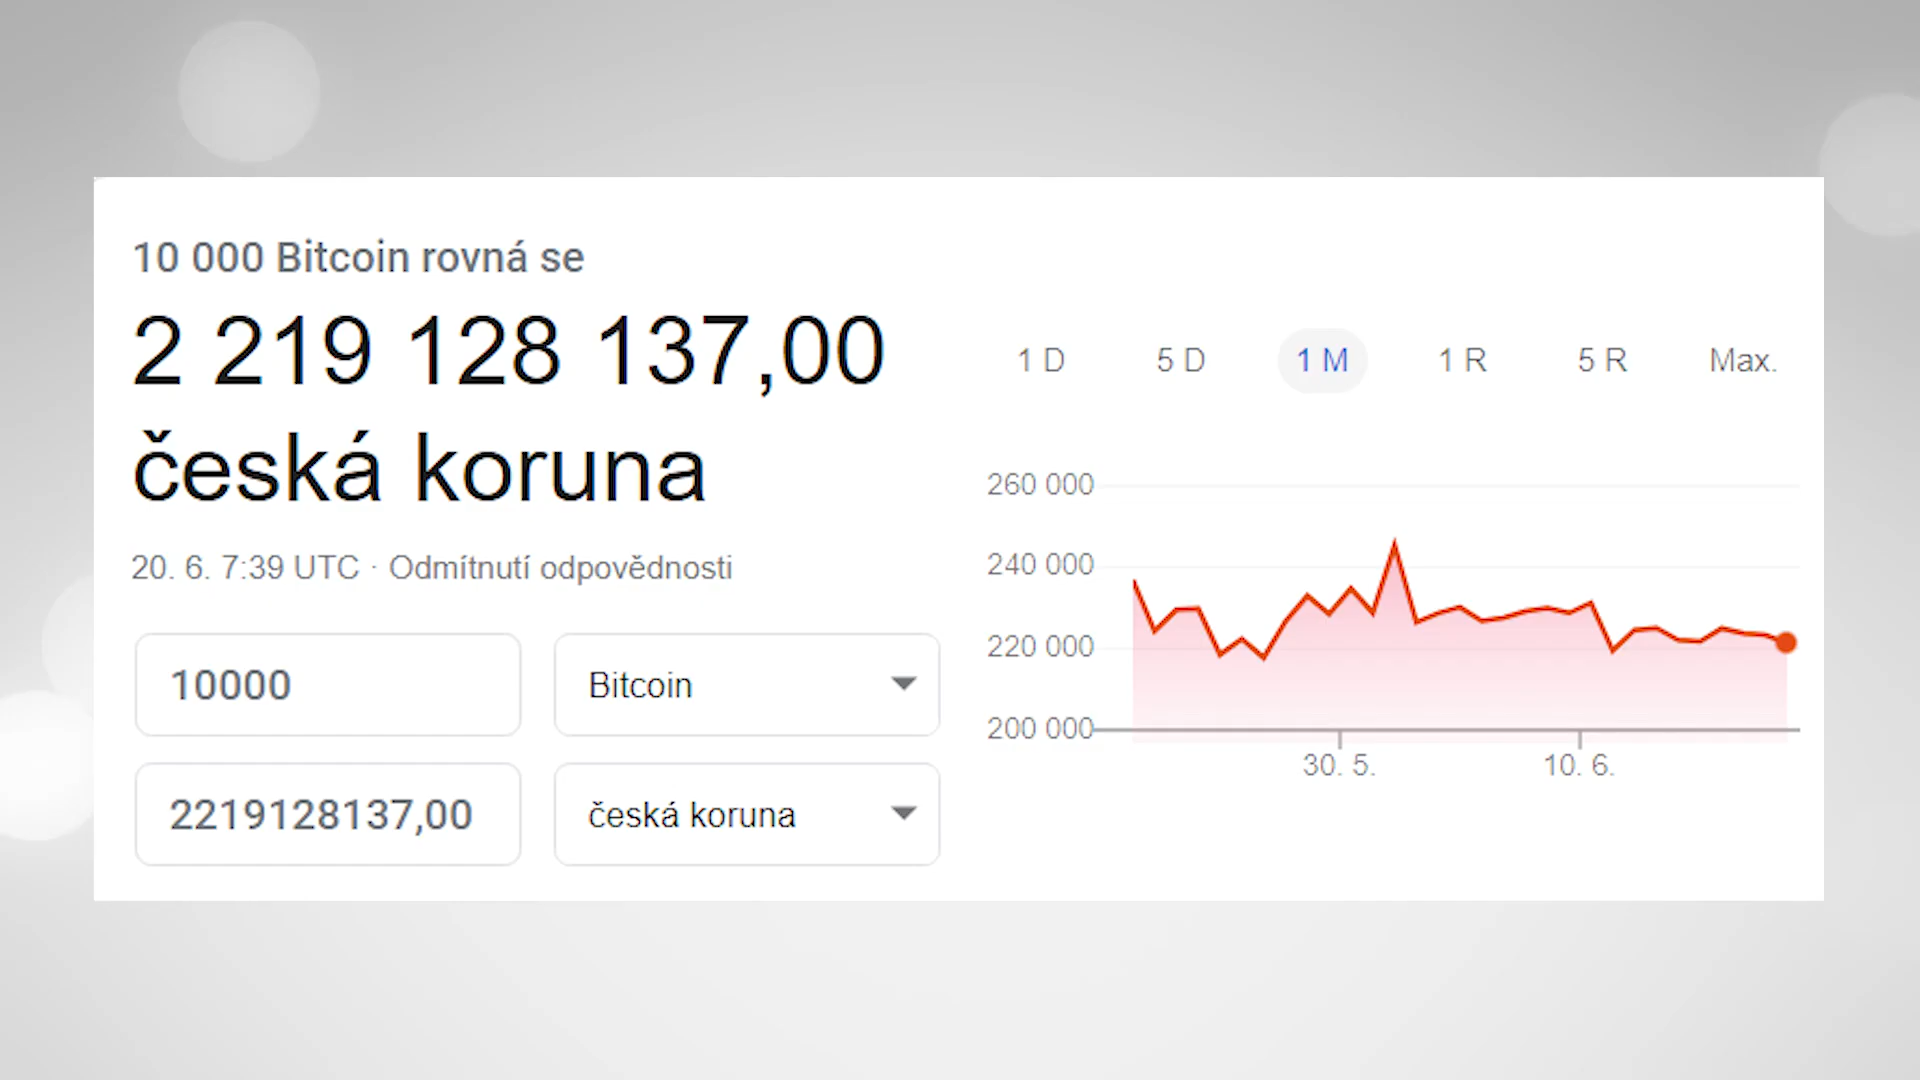 10 000 Bitcoin rovná se
2 219 128 137,00
česká koruna
20. 6. 7:39 UTC · Odmítnutí odpovědnosti
10000
Bitcoin
2219128137,00
česká koruna
1 D 5 D 1 M 1 R 5 R Max.
260 000
240 000
220 000
200 000
30. 5. 10. 6.